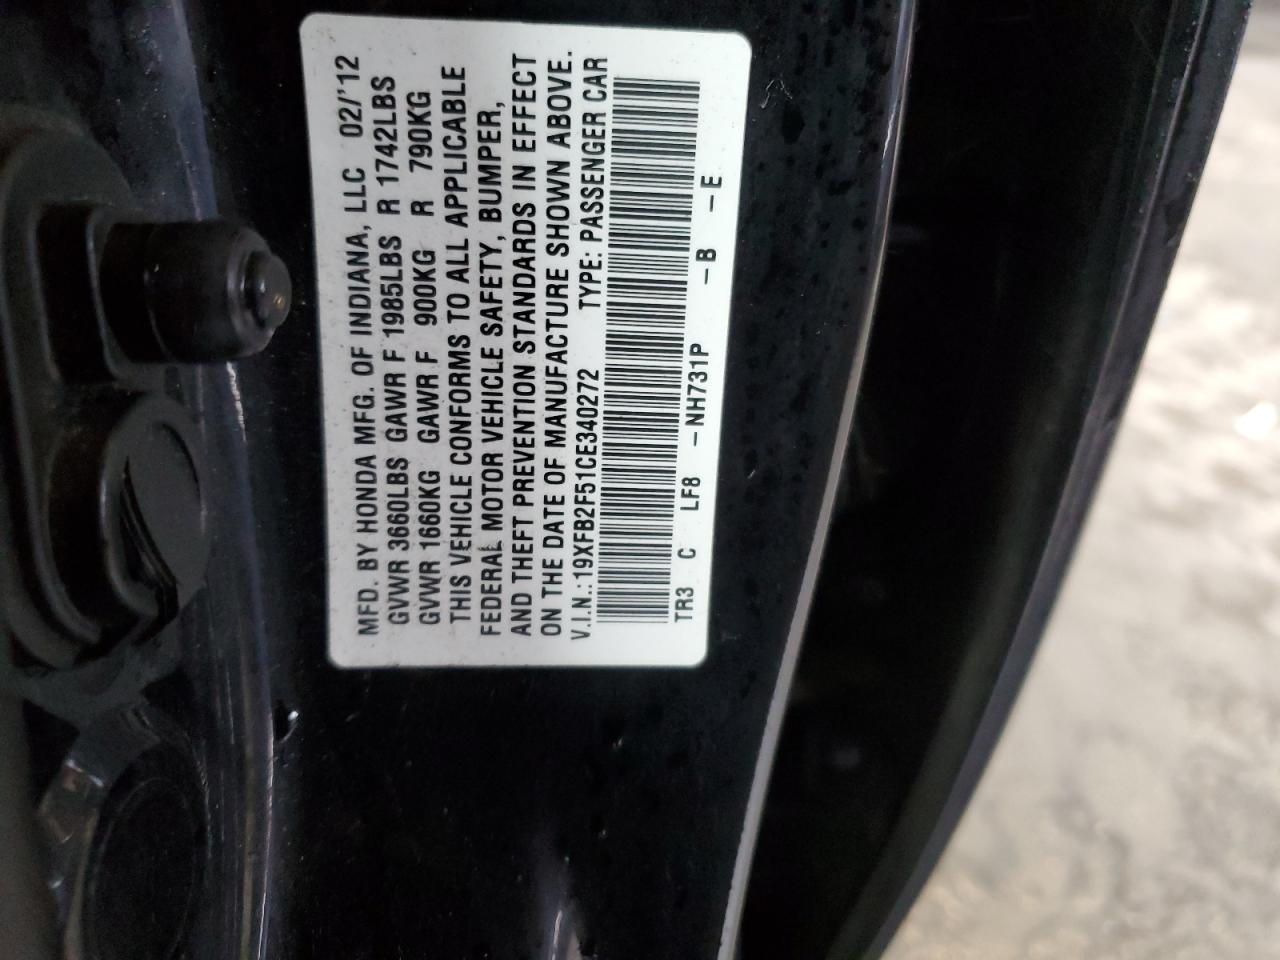 MFD. BY HONDA MFG. OF INDIANA, LLC 02/'12
GVWR 3660LBS GAWR F 1985LBS R 1742LBS
GVWR 1660KG GAWR F 900KG R 790KG
THIS VEHICLE CONFORMS TO ALL APPLICABLE
FEDERAL MOTOR VEHICLE SAFETY, BUMPER,
AND THEFT PREVENTION STANDARDS IN EFFECT
ON THE DATE OF MANUFACTURE SHOWN ABOVE.
V.I.N.:19XFB2F51CE340272 TYPE: PASSENGER CAR
TR3 C LF8 -NH731P -B -E